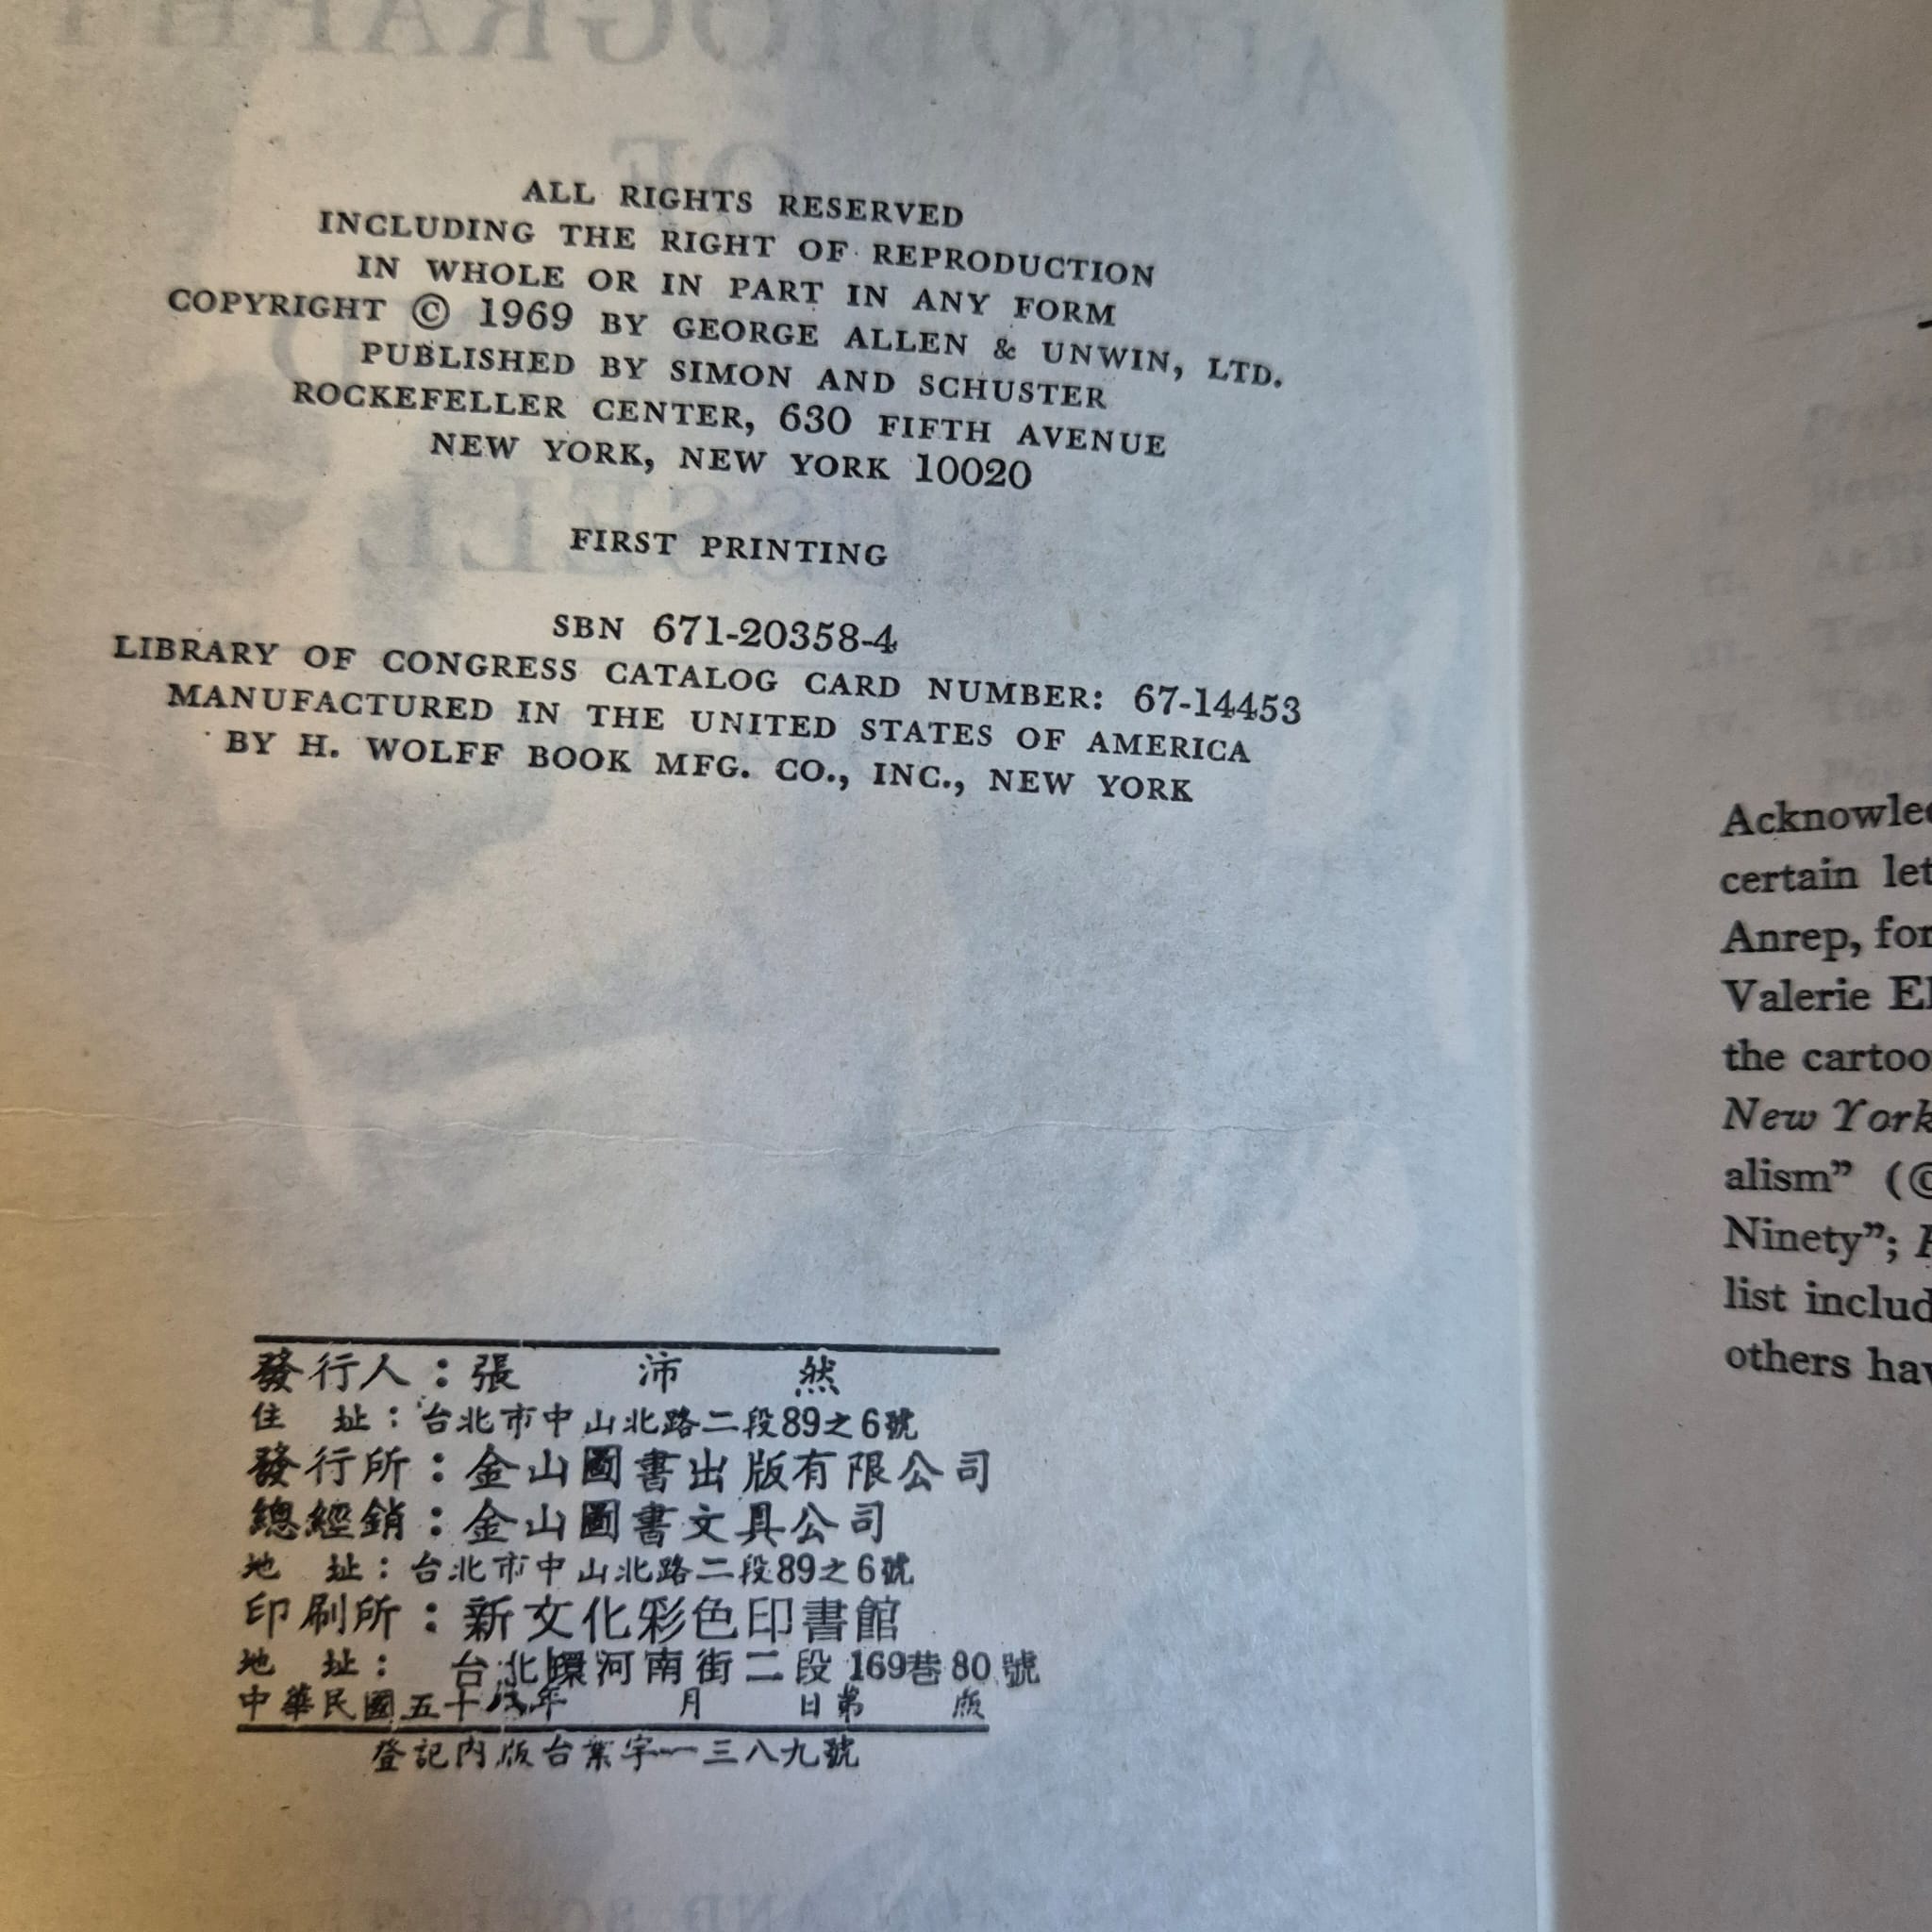 ALL RIGHTS RESERVED
INCLUDING THE RIGHT OF REPRODUCTION
IN WHOLE OR IN PART IN ANY FORM
COPYRIGHT © 1969 BY GEORGE ALLEN & UNWIN, LTD.
PUBLISHED BY SIMON AND SCHUSTER
ROCKEFELLER CENTER, 630 FIFTH AVENUE
NEW YORK, NEW YORK 10020
FIRST PRINTING
SBN 671-20358-4
LIBRARY OF CONGRESS CATALOG CARD NUMBER: 67-14453
MANUFACTURED IN THE UNITED STATES OF AMERICA
BY H. WOLFF BOOK MFG. CO., INC., NEW YORK
發行人：張 沛 然
住 址：台北市中山北路二段89之6號
發行所：金山圖書出版有限公司
總經銷：金山圖書文具公司
地 址：台北市中山北路二段89之6號
印刷所：新文化彩色印書館
地 址： 台北環河南街二段169巷80號
中華民國五十八年 月 日第 版
登記內版台業字一三八九號
Acknowled
certain let
Anrep, for
Valerie El
the cartoo
New York
alism” (©
Ninety”;
list includ
others hav